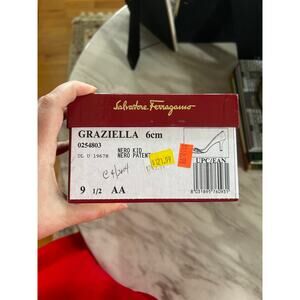 Salvatore Ferragamo
GRAZIELLA 6cm
0254803
DL U 19678
NERO KID
NERO PATENT
UPC/EAN
9 1/2 AA